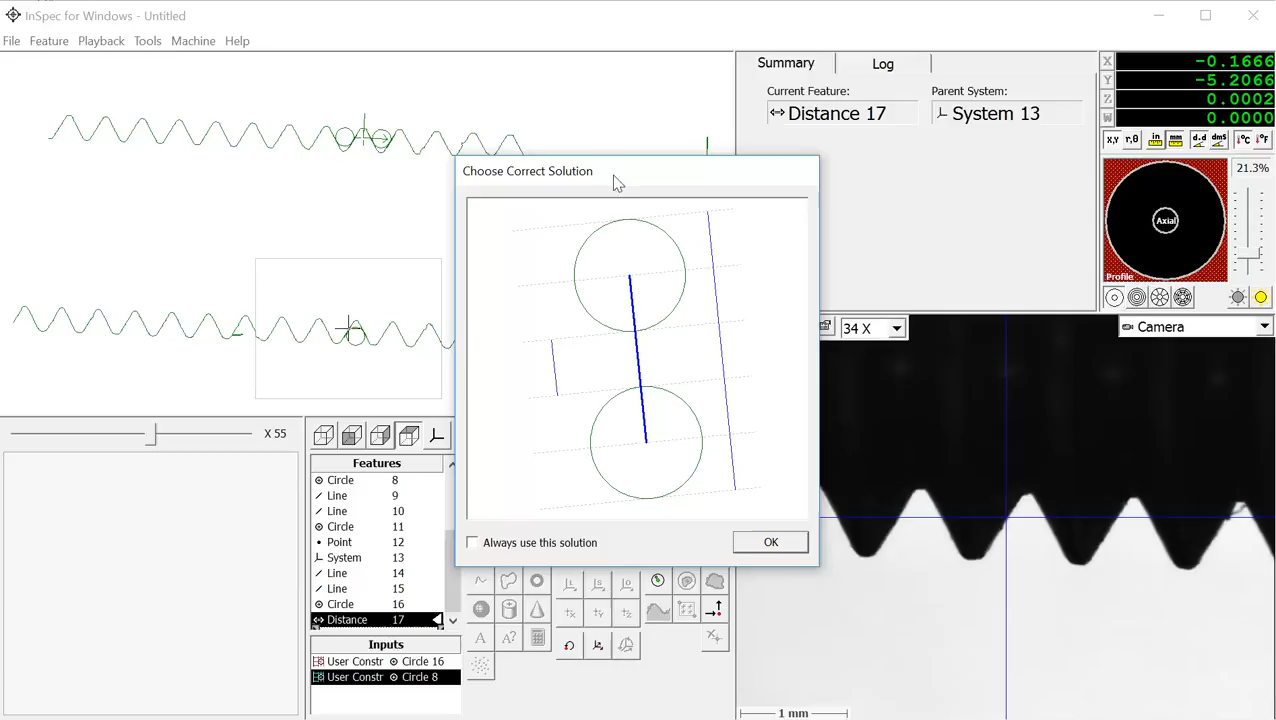 InSpec for Windows - Untitled
File Feature Playback Tools Machine Help
Summary Log
Current Feature: Parent System:
Distance 17 System 13
X -0.1666
Y -5.2066
Z 0.0002
W 0.0000
x,y r,θ in mm d.d dms °C °F
21.3%
Axial
Profile
Choose Correct Solution
Always use this solution OK
34 X Camera
X 55
Features
Circle 8
Line 9
Line 10
Circle 11
Point 12
System 13
Line 14
Line 15
Circle 16
Distance 17
Inputs
User Constr Circle 16
User Constr Circle 8
1 mm